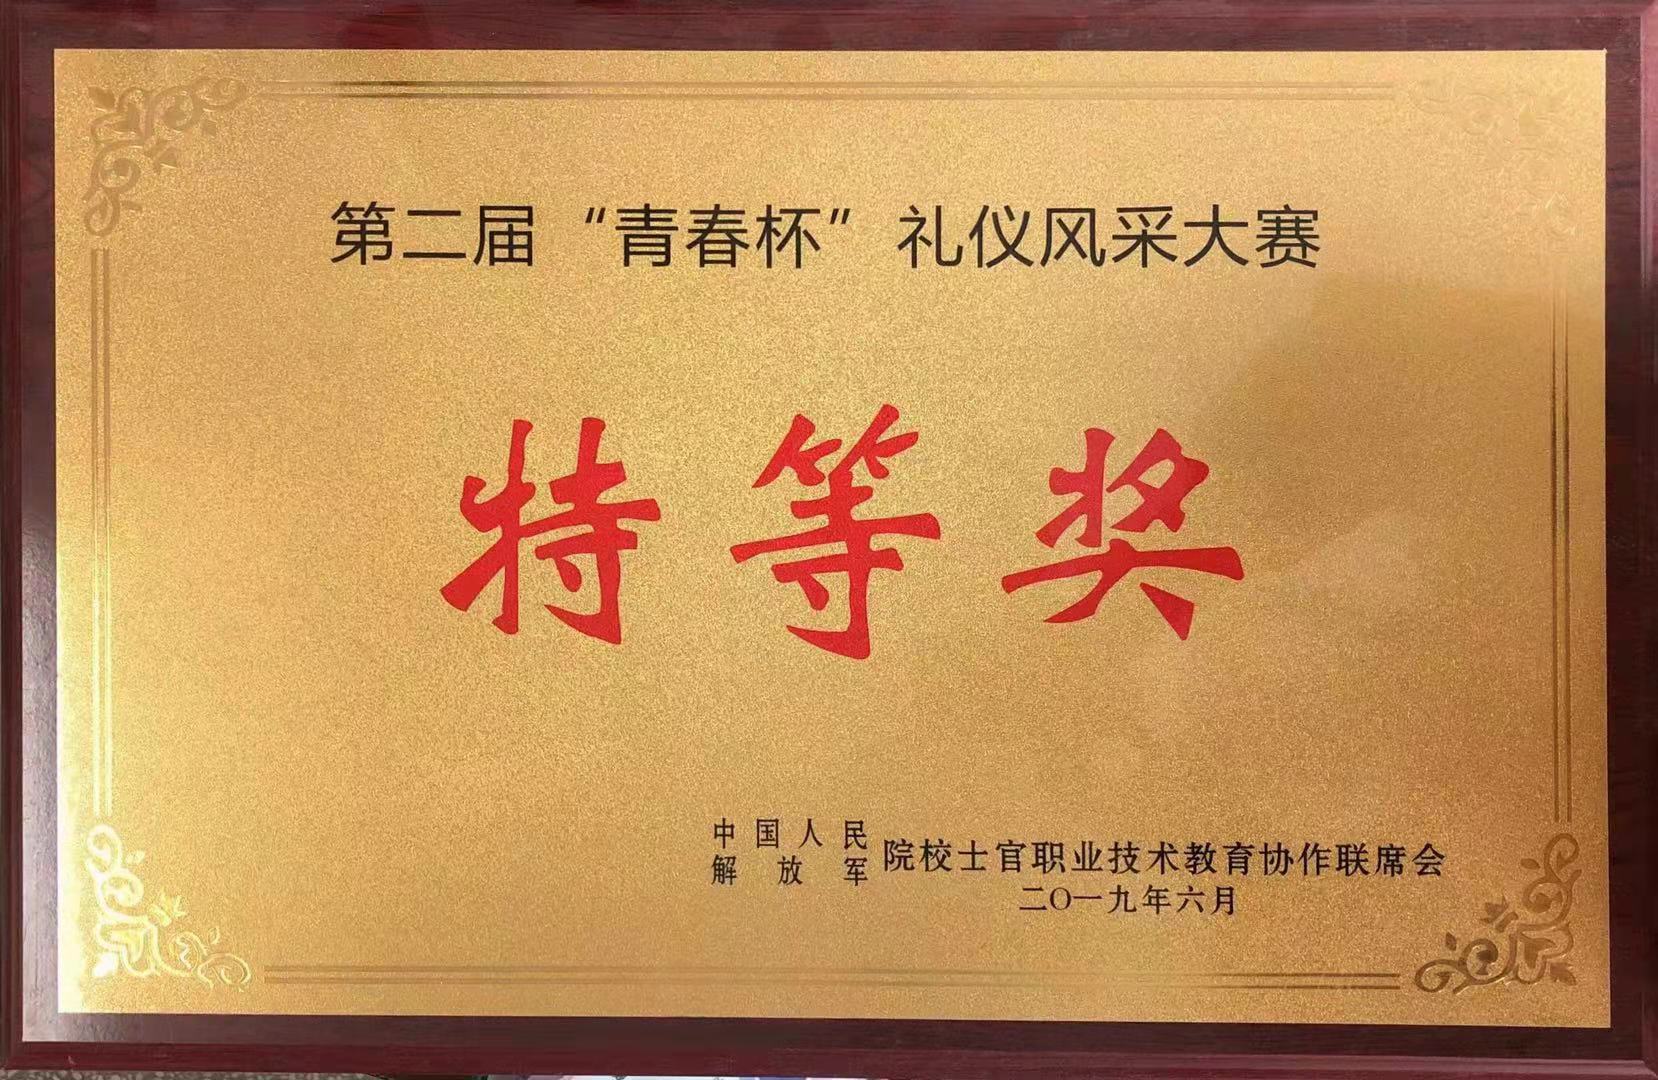 第二届“青春杯”礼仪风采大赛
特等奖
中国人民
解放军
院校士官职业技术教育协作联席会
二〇一九年六月